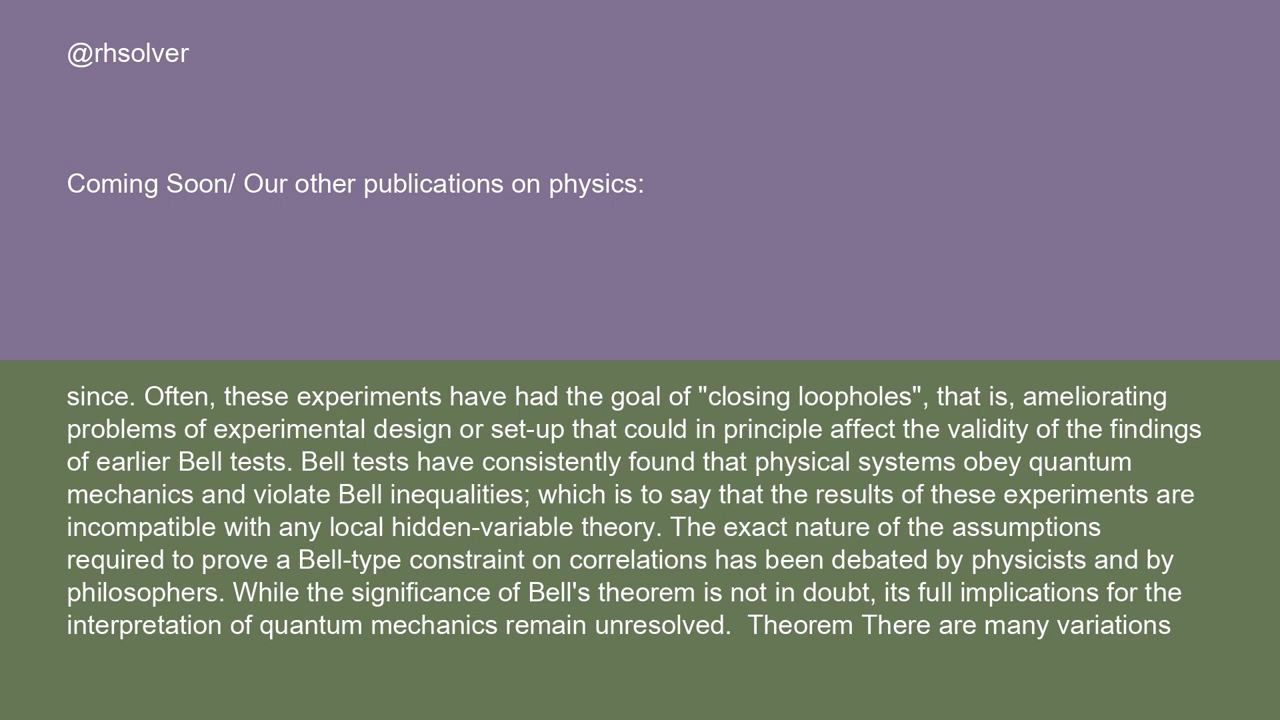 @rhsolver
Coming Soon/ Our other publications on physics:
since. Often, these experiments have had the goal of "closing loopholes", that is, ameliorating
problems of experimental design or set-up that could in principle affect the validity of the findings
of earlier Bell tests. Bell tests have consistently found that physical systems obey quantum
mechanics and violate Bell inequalities; which is to say that the results of these experiments are
incompatible with any local hidden-variable theory. The exact nature of the assumptions
required to prove a Bell-type constraint on correlations has been debated by physicists and by
philosophers. While the significance of Bell's theorem is not in doubt, its full implications for the
interpretation of quantum mechanics remain unresolved.  Theorem There are many variations